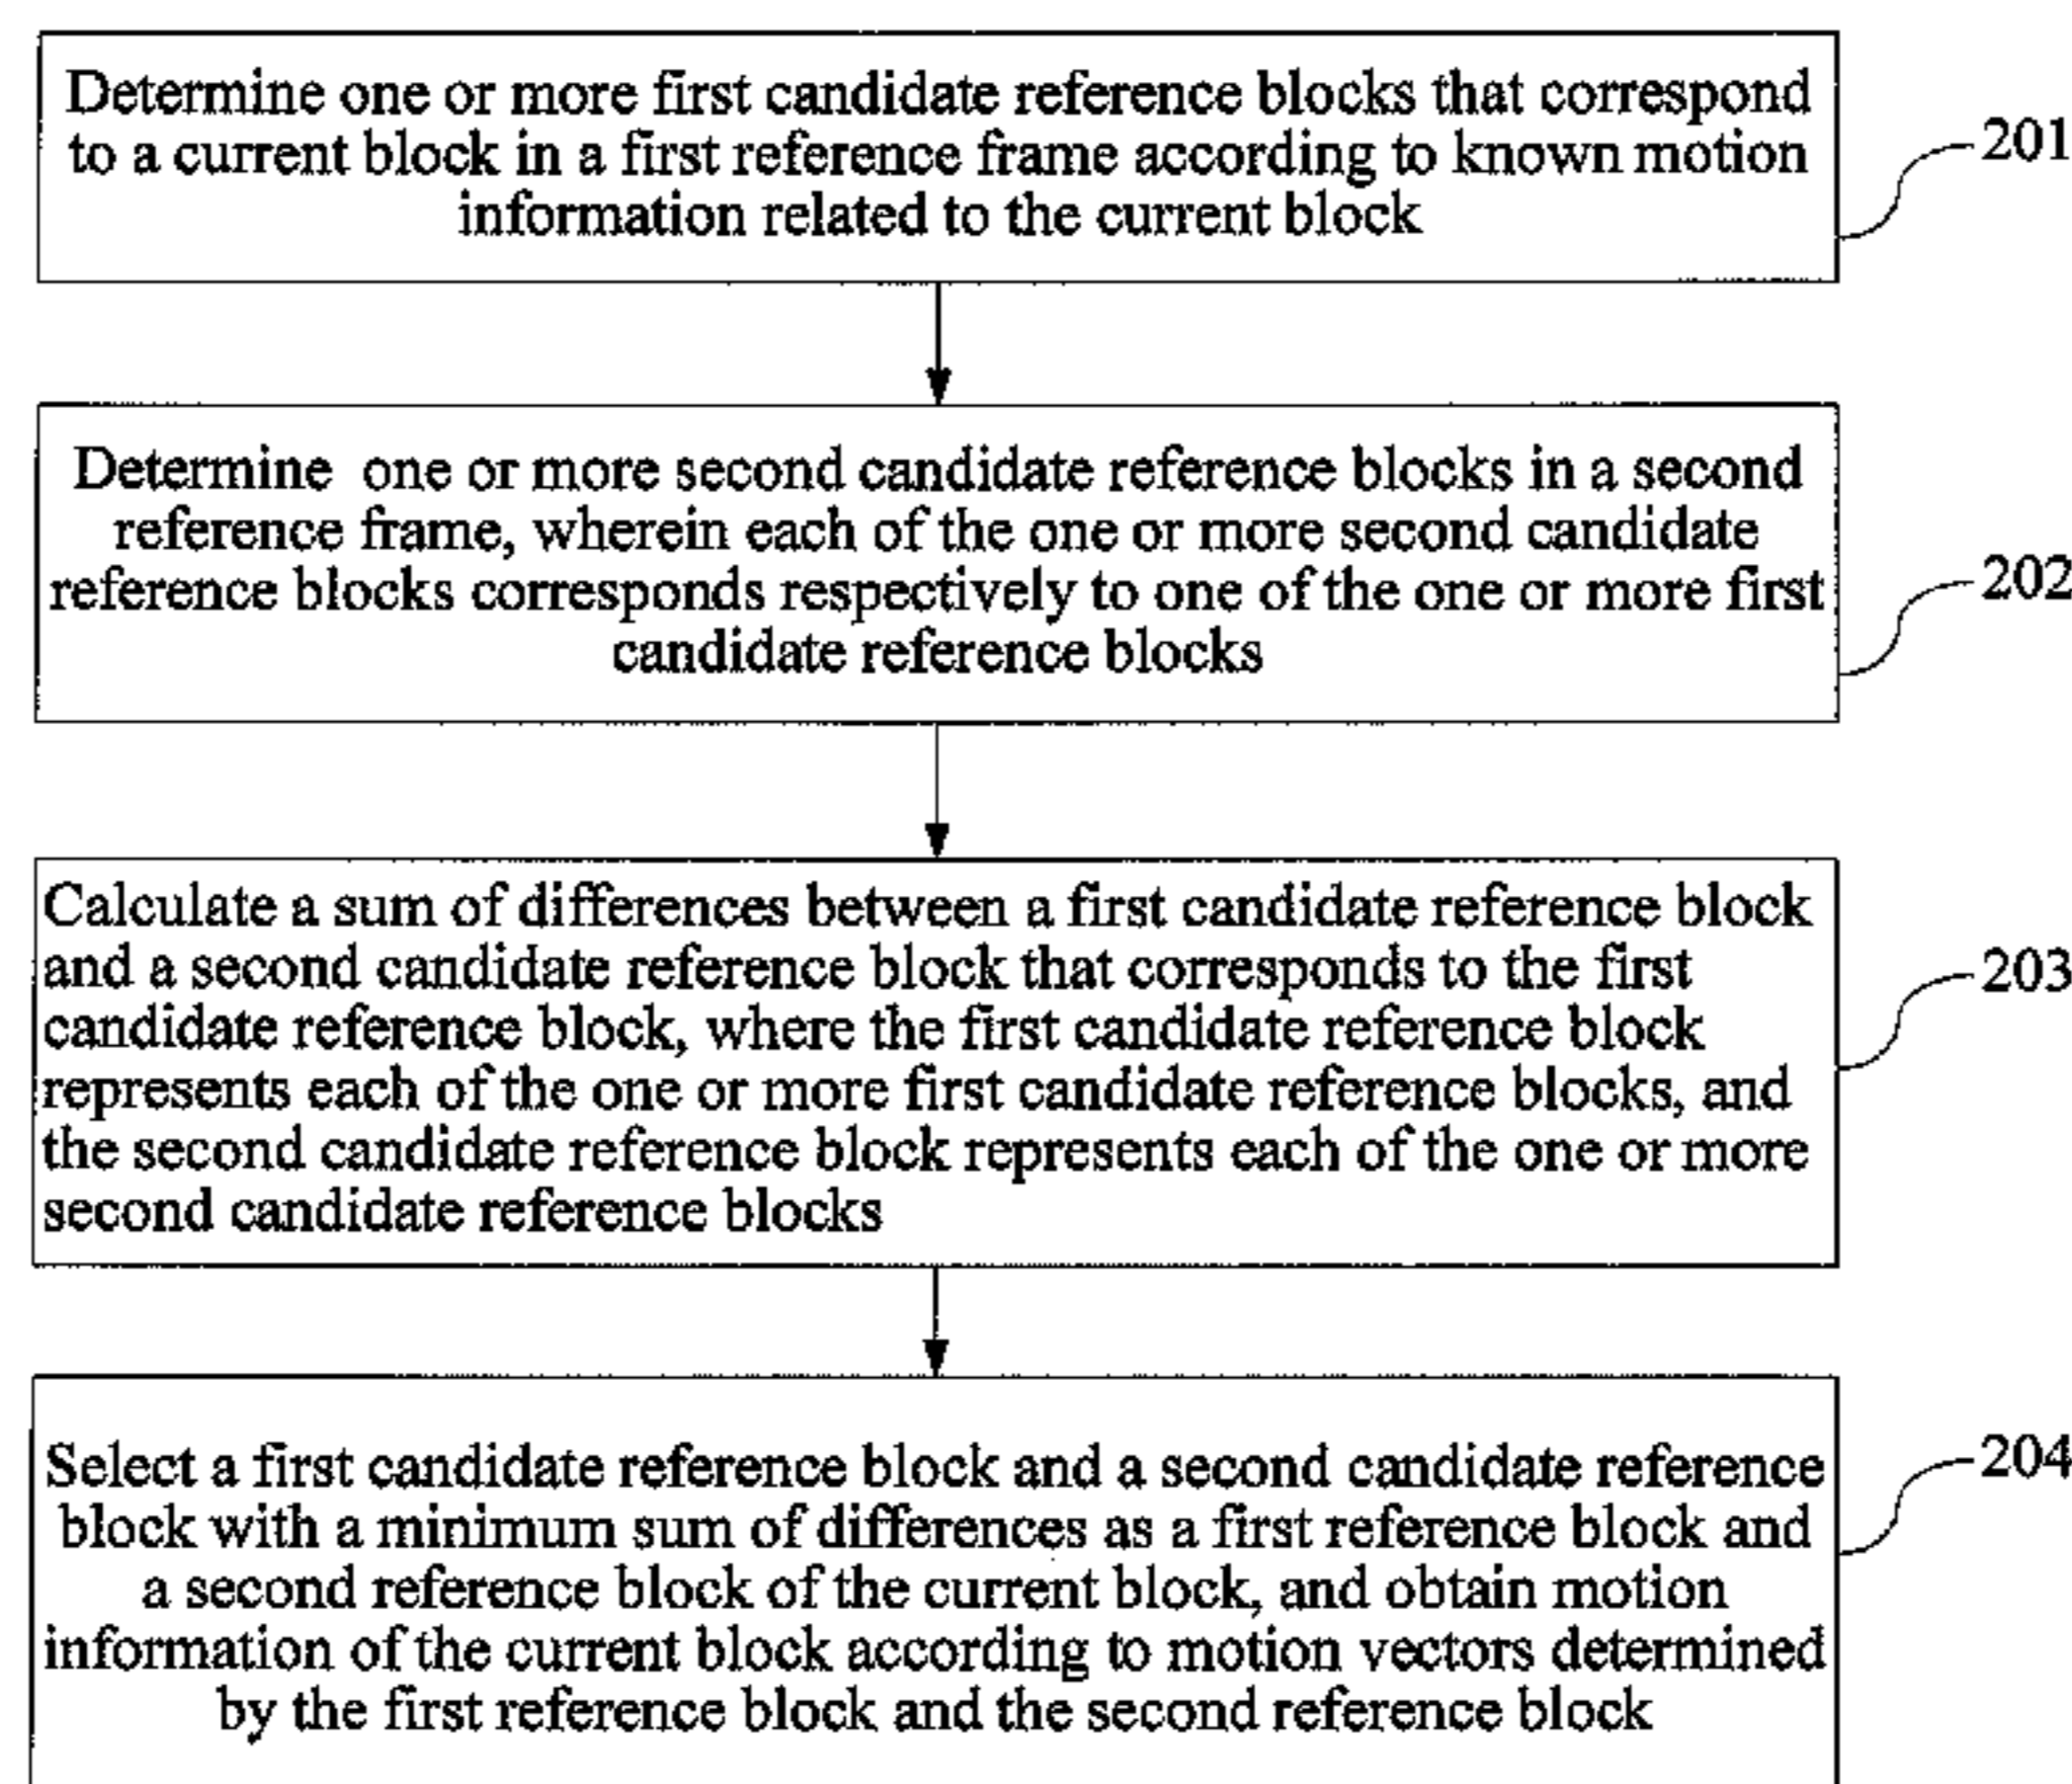 Determine one or more first candidate reference blocks that correspond
to a current block in a first reference frame according to known motion
information related to the current block
201
Determine one or more second candidate reference blocks in a second
reference frame, wherein each of the one or more second candidate
reference blocks corresponds respectively to one of the one or more first
candidate reference blocks
202
Calculate a sum of differences between a first candidate reference block
and a second candidate reference block that corresponds to the first
candidate reference block, where the first candidate reference block
represents each of the one or more first candidate reference blocks, and
the second candidate reference block represents each of the one or more
second candidate reference blocks
203
Select a first candidate reference block and a second candidate reference
block with a minimum sum of differences as a first reference block and
a second reference block of the current block, and obtain motion
information of the current block according to motion vectors determined
by the first reference block and the second reference block
204